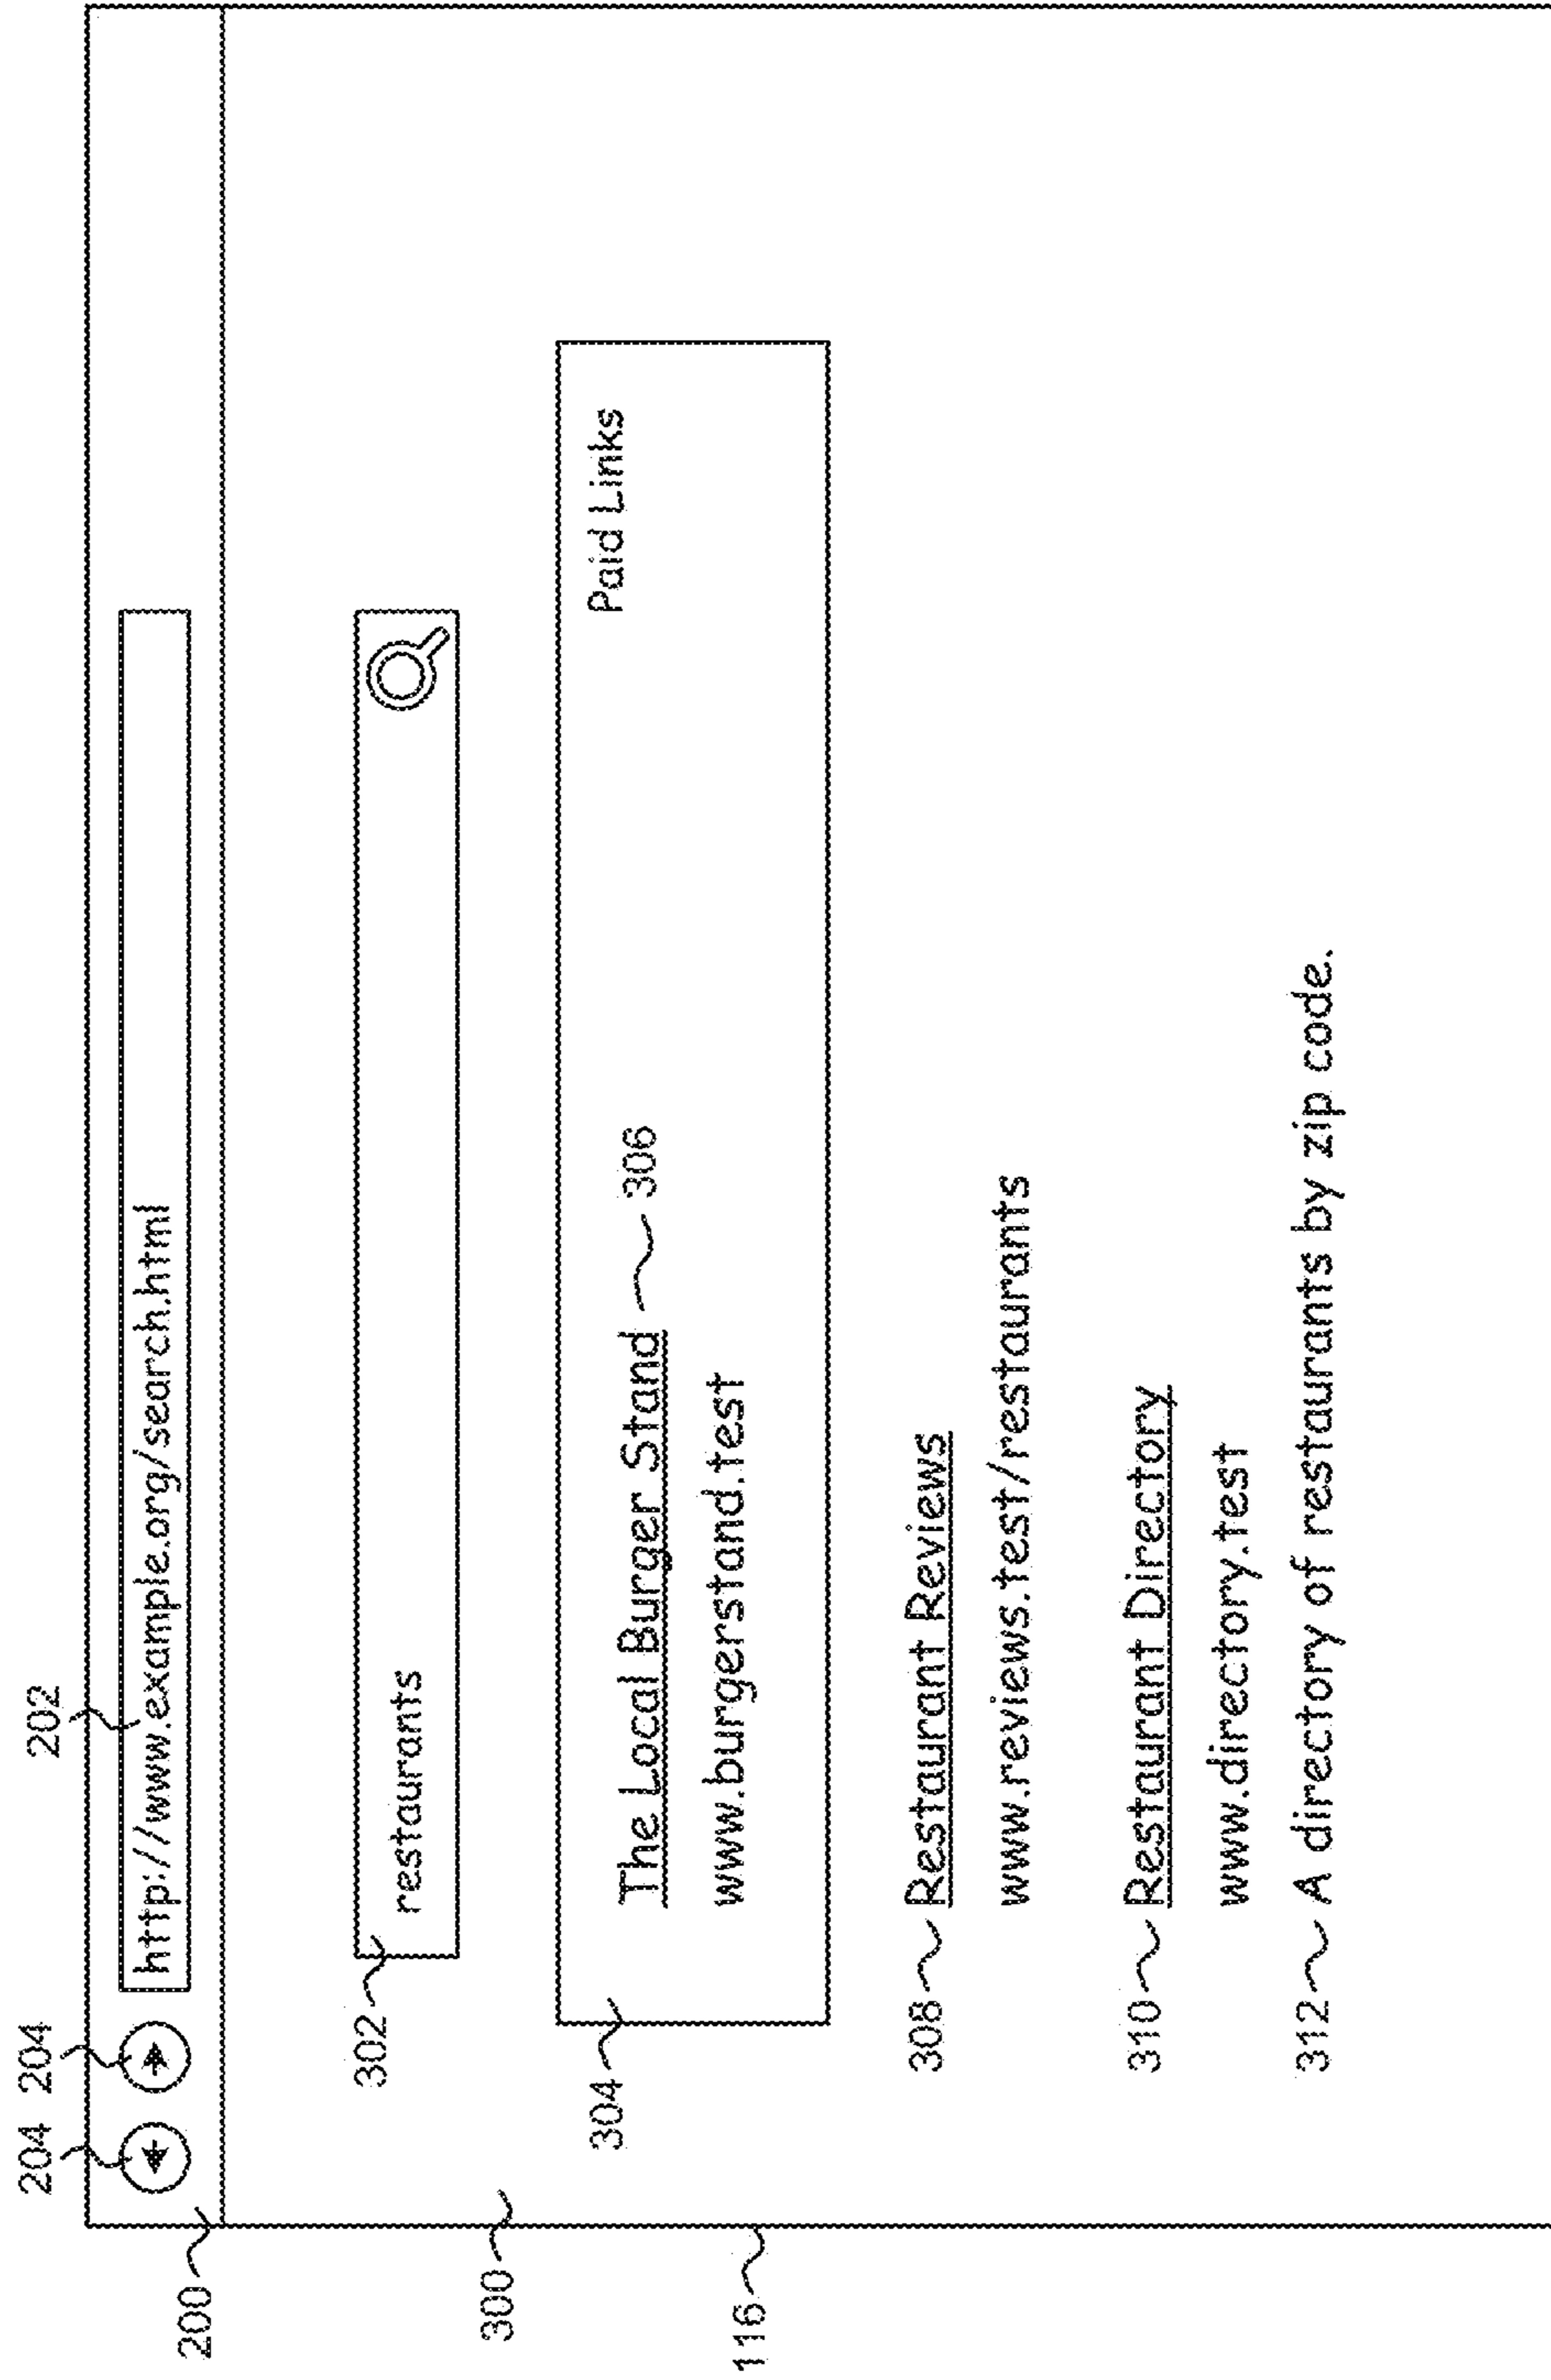 204 204 202
http://www.example.org/search.html
200
302 restaurants
300
304 Paid Links
The Local Burger Stand 306
www.burgerstand.test
116
308 Restaurant Reviews
www.reviews.test/restaurants
310 Restaurant Directory
www.directory.test
312 A directory of restaurants by zip code.